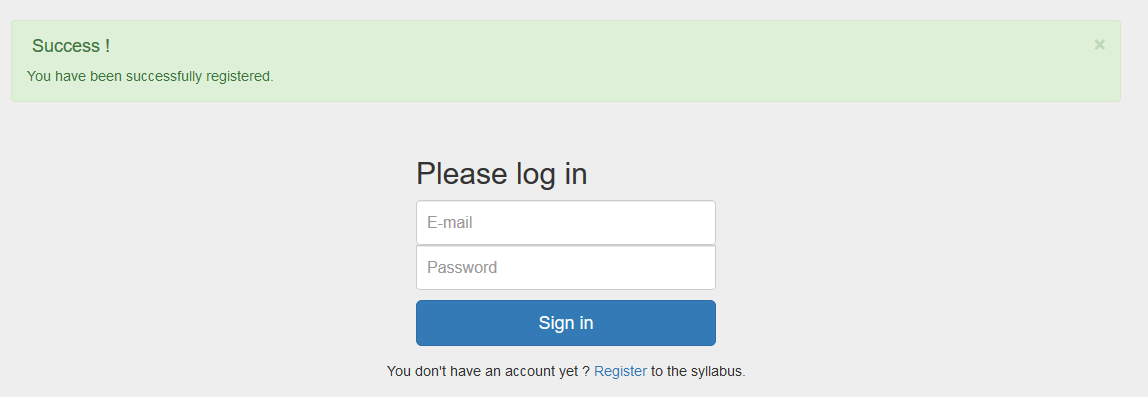 Success !
×
You have been successfully registered.
Please log in
E-mail
Password
Sign in
You don't have an account yet ? Register to the syllabus.